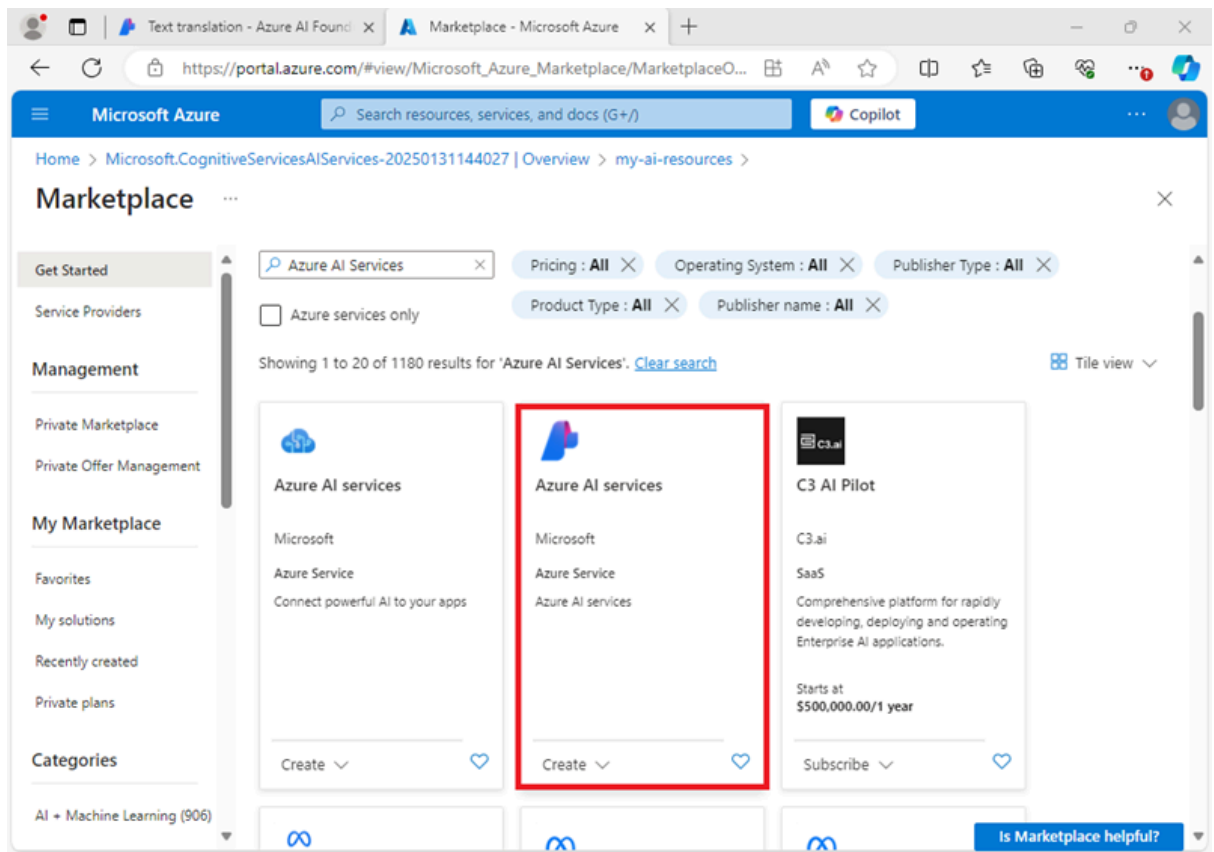 Text translation - Azure AI Found
Marketplace - Microsoft Azure
https://portal.azure.com/#view/Microsoft_Azure_Marketplace/MarketplaceO...
Microsoft Azure
Search resources, services, and docs (G+/)
Copilot
Home > Microsoft.CognitiveServicesAIServices-20250131144027 | Overview > my-ai-resources >
Marketplace ...
Get Started
Service Providers
Management
Private Marketplace
Private Offer Management
My Marketplace
Favorites
My solutions
Recently created
Private plans
Categories
AI + Machine Learning (906)
Azure AI Services
Pricing : All
Operating System : All
Publisher Type : All
Azure services only
Product Type : All
Publisher name : All
Showing 1 to 20 of 1180 results for 'Azure AI Services'. Clear search
Tile view
Azure AI services
Microsoft
Azure Service
Connect powerful AI to your apps
Create
Azure AI services
Microsoft
Azure Service
Azure AI services
Create
C3.ai
C3 AI Pilot
C3.ai
SaaS
Comprehensive platform for rapidly
developing, deploying and operating
Enterprise AI applications.
Starts at
$500,000.00/1 year
Subscribe
Is Marketplace helpful?